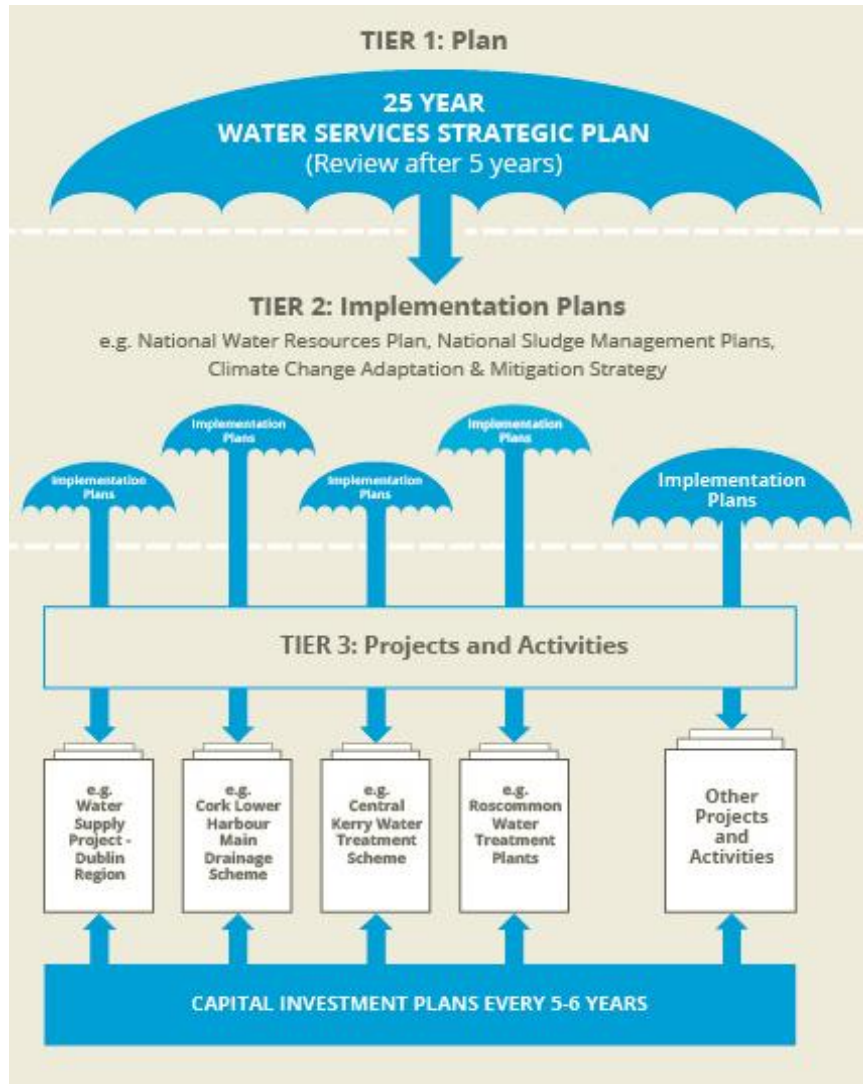 TIER 1: Plan
25 YEAR
WATER SERVICES STRATEGIC PLAN
(Review after 5 years)
TIER 2: Implementation Plans
e.g. National Water Resources Plan, National Sludge Management Plans,
Climate Change Adaptation & Mitigation Strategy
Implementation
Plans
Implementation
Plans
Implementation
Plans
Implementation
Plans
Implementation
Plans
TIER 3: Projects and Activities
e.g.
Water
Supply
Project -
Dublin
Region
e.g.
Cork Lower
Harbour
Main
Drainage
Scheme
e.g.
Central
Kerry Water
Treatment
Scheme
e.g.
Roscommon
Water
Treatment
Plants
Other
Projects
and
Activities
CAPITAL INVESTMENT PLANS EVERY 5-6 YEARS